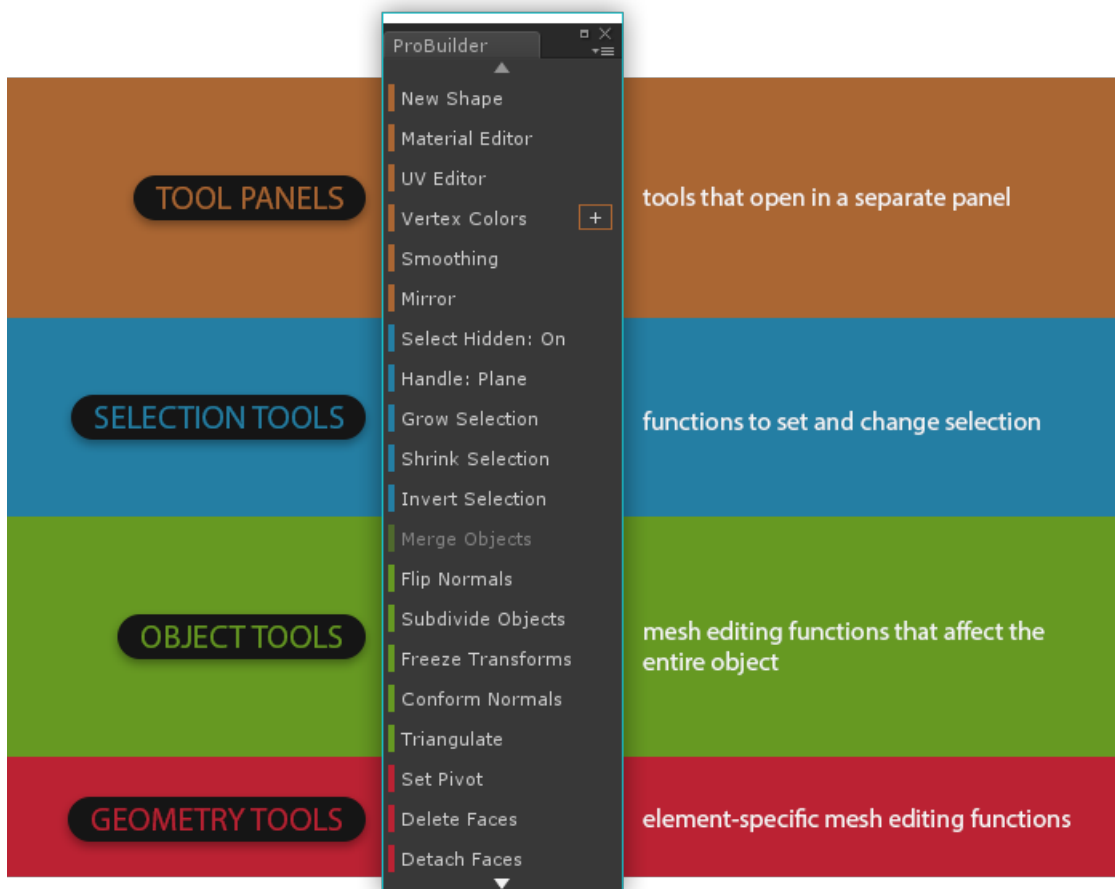 ProBuilder
New Shape
Material Editor
UV Editor
TOOL PANELS
tools that open in a separate panel
Vertex Colors +
Smoothing
Mirror
Select Hidden: On
Handle: Plane
SELECTION TOOLS
Grow Selection
functions to set and change selection
Shrink Selection
Invert Selection
Merge Objects
Flip Normals
Subdivide Objects
OBJECT TOOLS
mesh editing functions that affect the
entire object
Freeze Transforms
Conform Normals
Triangulate
Set Pivot
GEOMETRY TOOLS
Delete Faces
element-specific mesh editing functions
Detach Faces